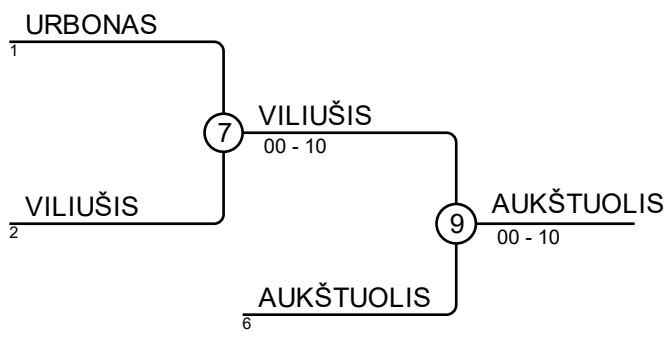 URBONAS
1
7
VILIUŠIS
00 - 10
VILIUŠIS
2
9
AUKŠTUOLIS
00 - 10
AUKŠTUOLIS
6